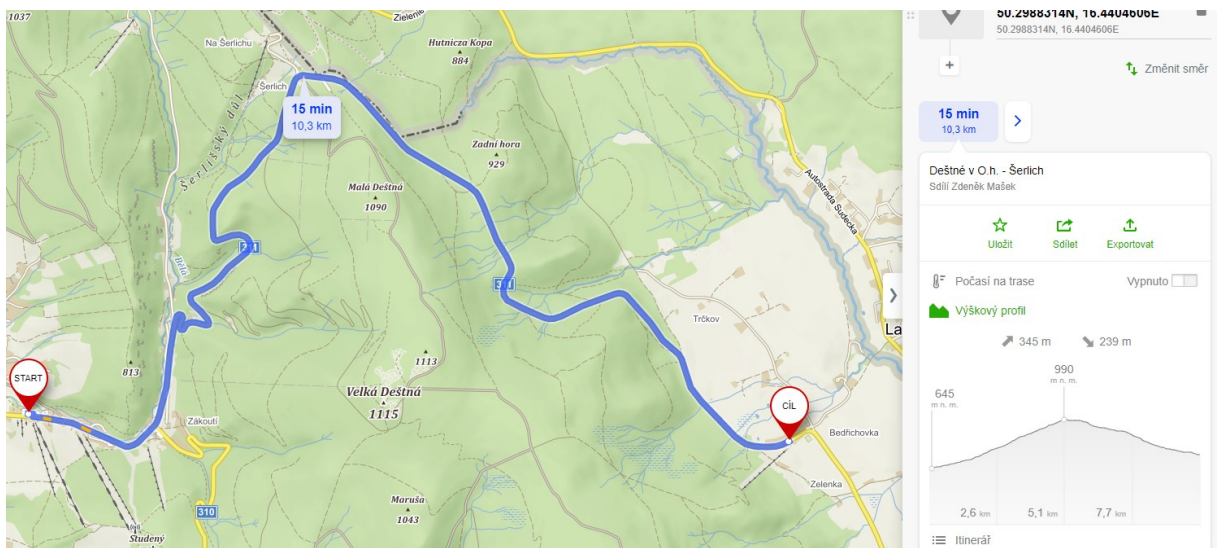 1037
Zielenie
Na Šerlichu
Hutnicza Kopa
884
Šerlich
15 min
10,3 km
Šerlišský důl
Zadní hora
929
Malá Deštná
1090
Autostrada Sudecka
311
Bělá
311
Trčkov
La
START
813
1113
Velká Deštná
1115
CÍL
Zákoutí
Bedřichovka
Zelenka
Maruša
1043
310
Studený
50.2988314N, 16.4404606E
50.2988314N, 16.4404606E
+
Změnit směr
15 min
10,3 km
Deštné v O.h. - Šerlich
Sdílí Zdeněk Mašek
Uložit Sdílet Exportovat
Počasí na trase Vypnuto
Výškový profil
345 m 239 m
990
m n. m.
645
m n. m.
2,6 km 5,1 km 7,7 km
Itinerář